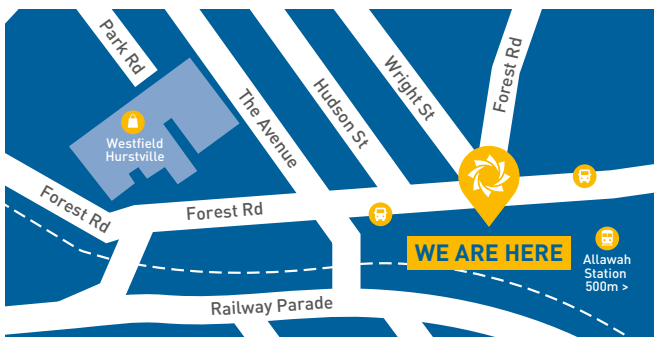 Park Rd
Westfield
Hurstville
The Avenue
Hudson St
Wright St
Forest Rd
Forest Rd
Forest Rd
WE ARE HERE
Allawah
Station
500m >
Railway Parade